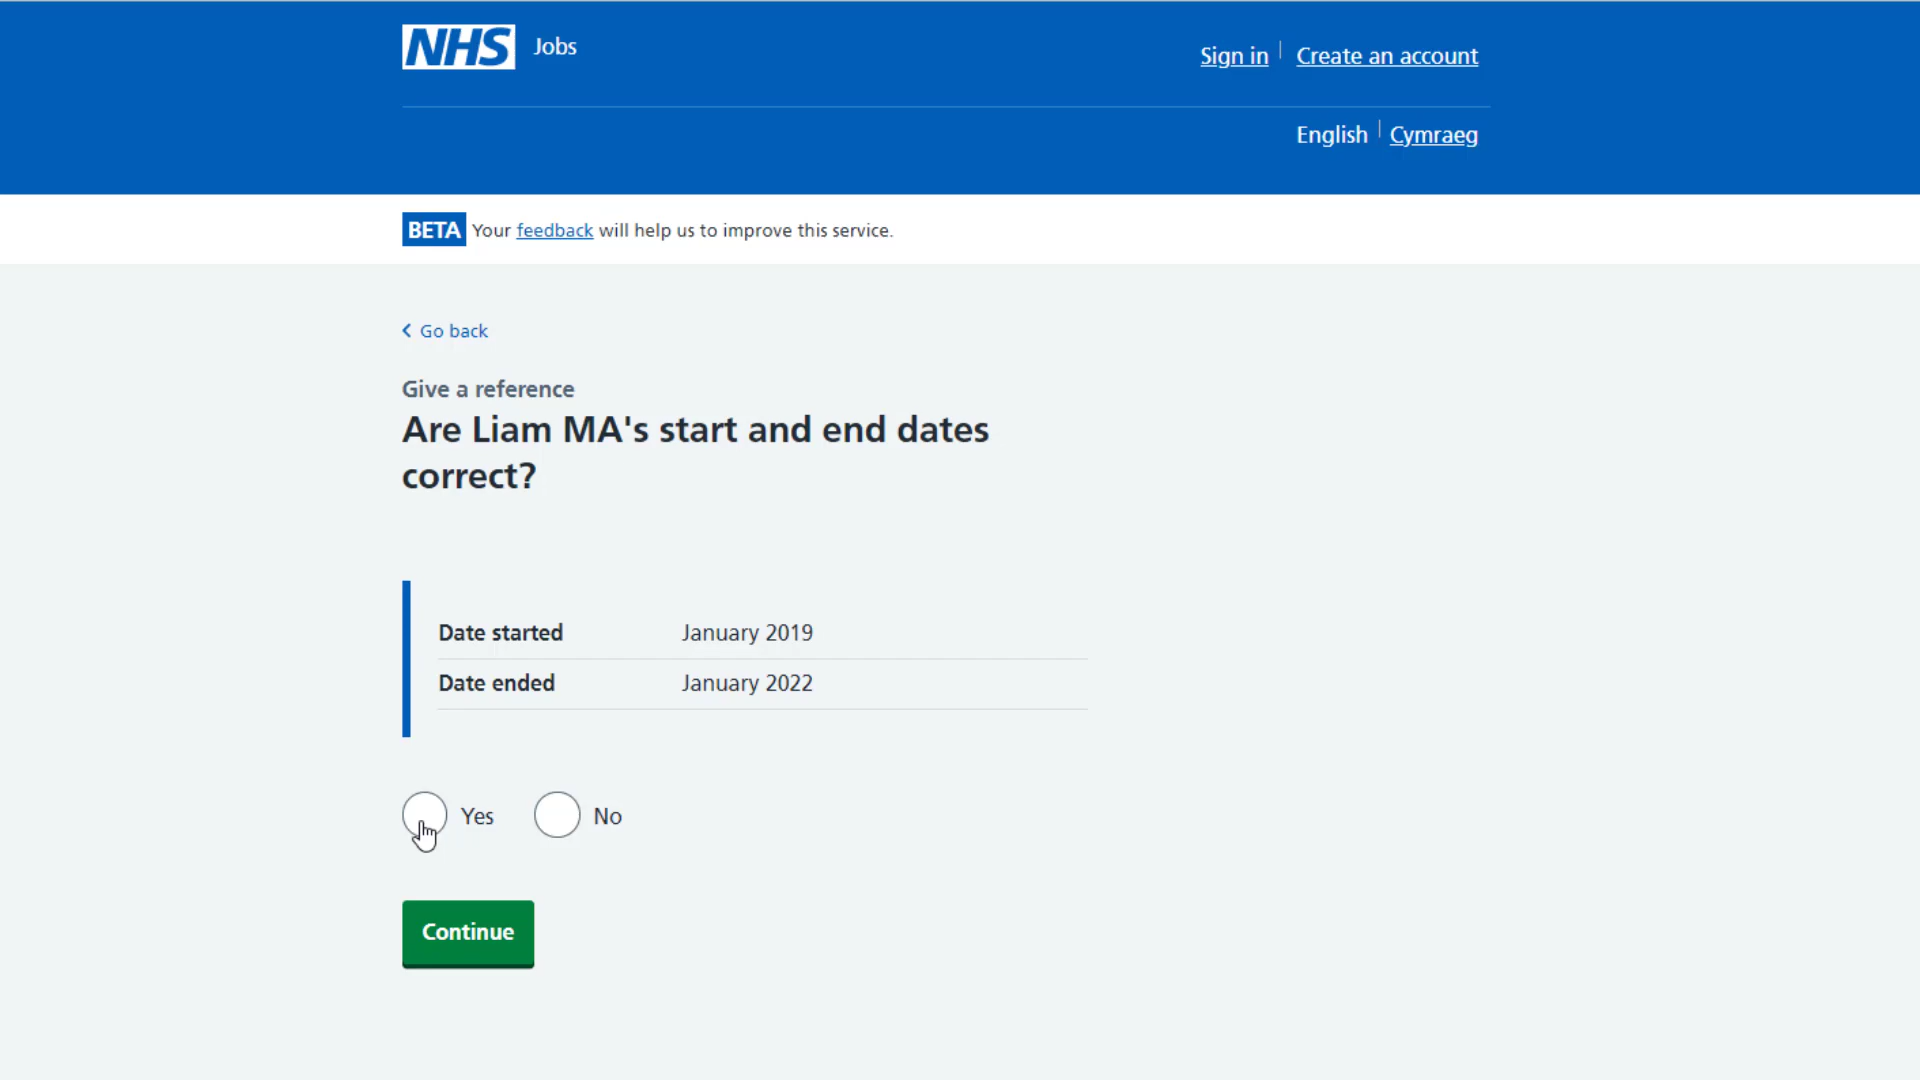 NHS Jobs
Sign in Create an account
English Cymraeg
BETA Your feedback will help us to improve this service.
Go back
Give a reference
Are Liam MA's start and end dates
correct?
Date started January 2019
Date ended January 2022
Yes No
Continue